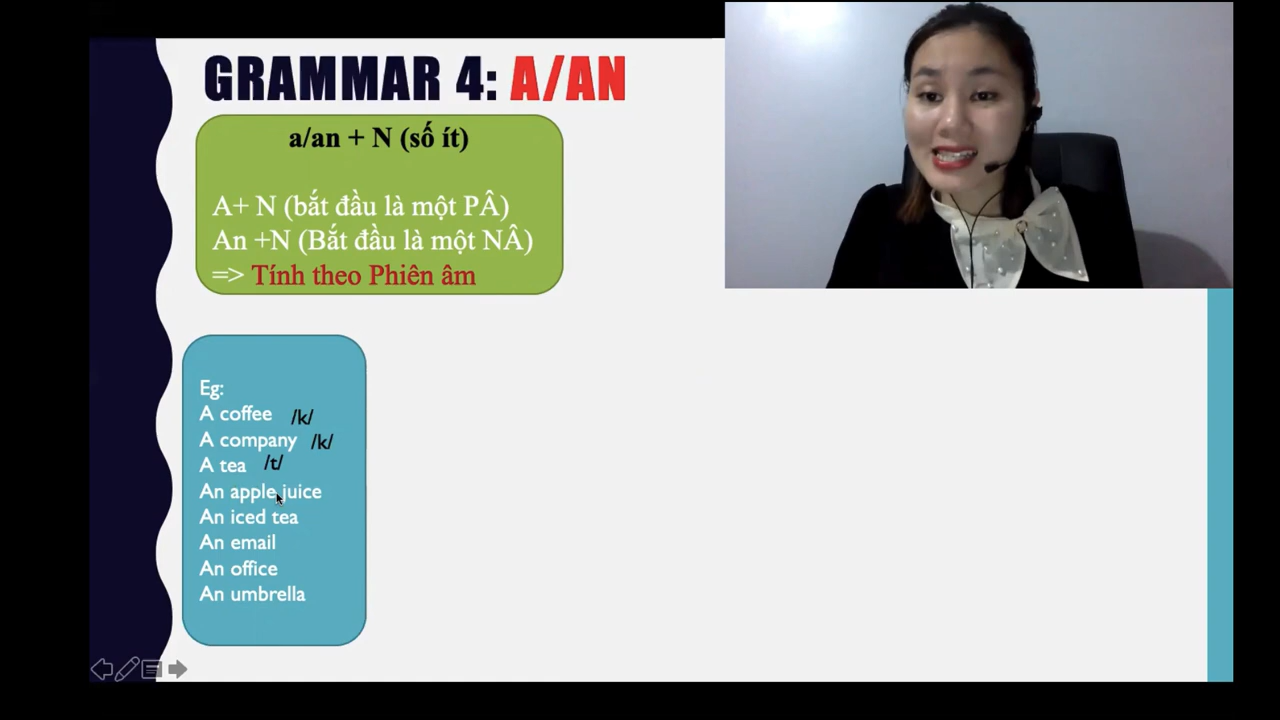 GRAMMAR 4: A/AN
a/an + N (số ít)
A+ N (bắt đầu là một PÂ)
An +N (Bắt đầu là một NÂ)
=> Tính theo Phiên âm
Eg:
A coffee /k/
A company /k/
A tea /t/
An apple juice
An iced tea
An email
An office
An umbrella